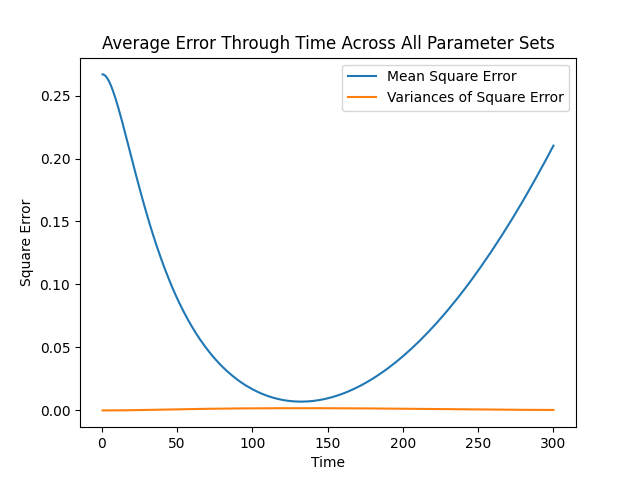 Average Error Through Time Across All Parameter Sets
Mean Square Error
Variances of Square Error
0.25
0.20
0.15
0.10
0.05
0.00
Square Error
0 50 100 150 200 250 300
Time